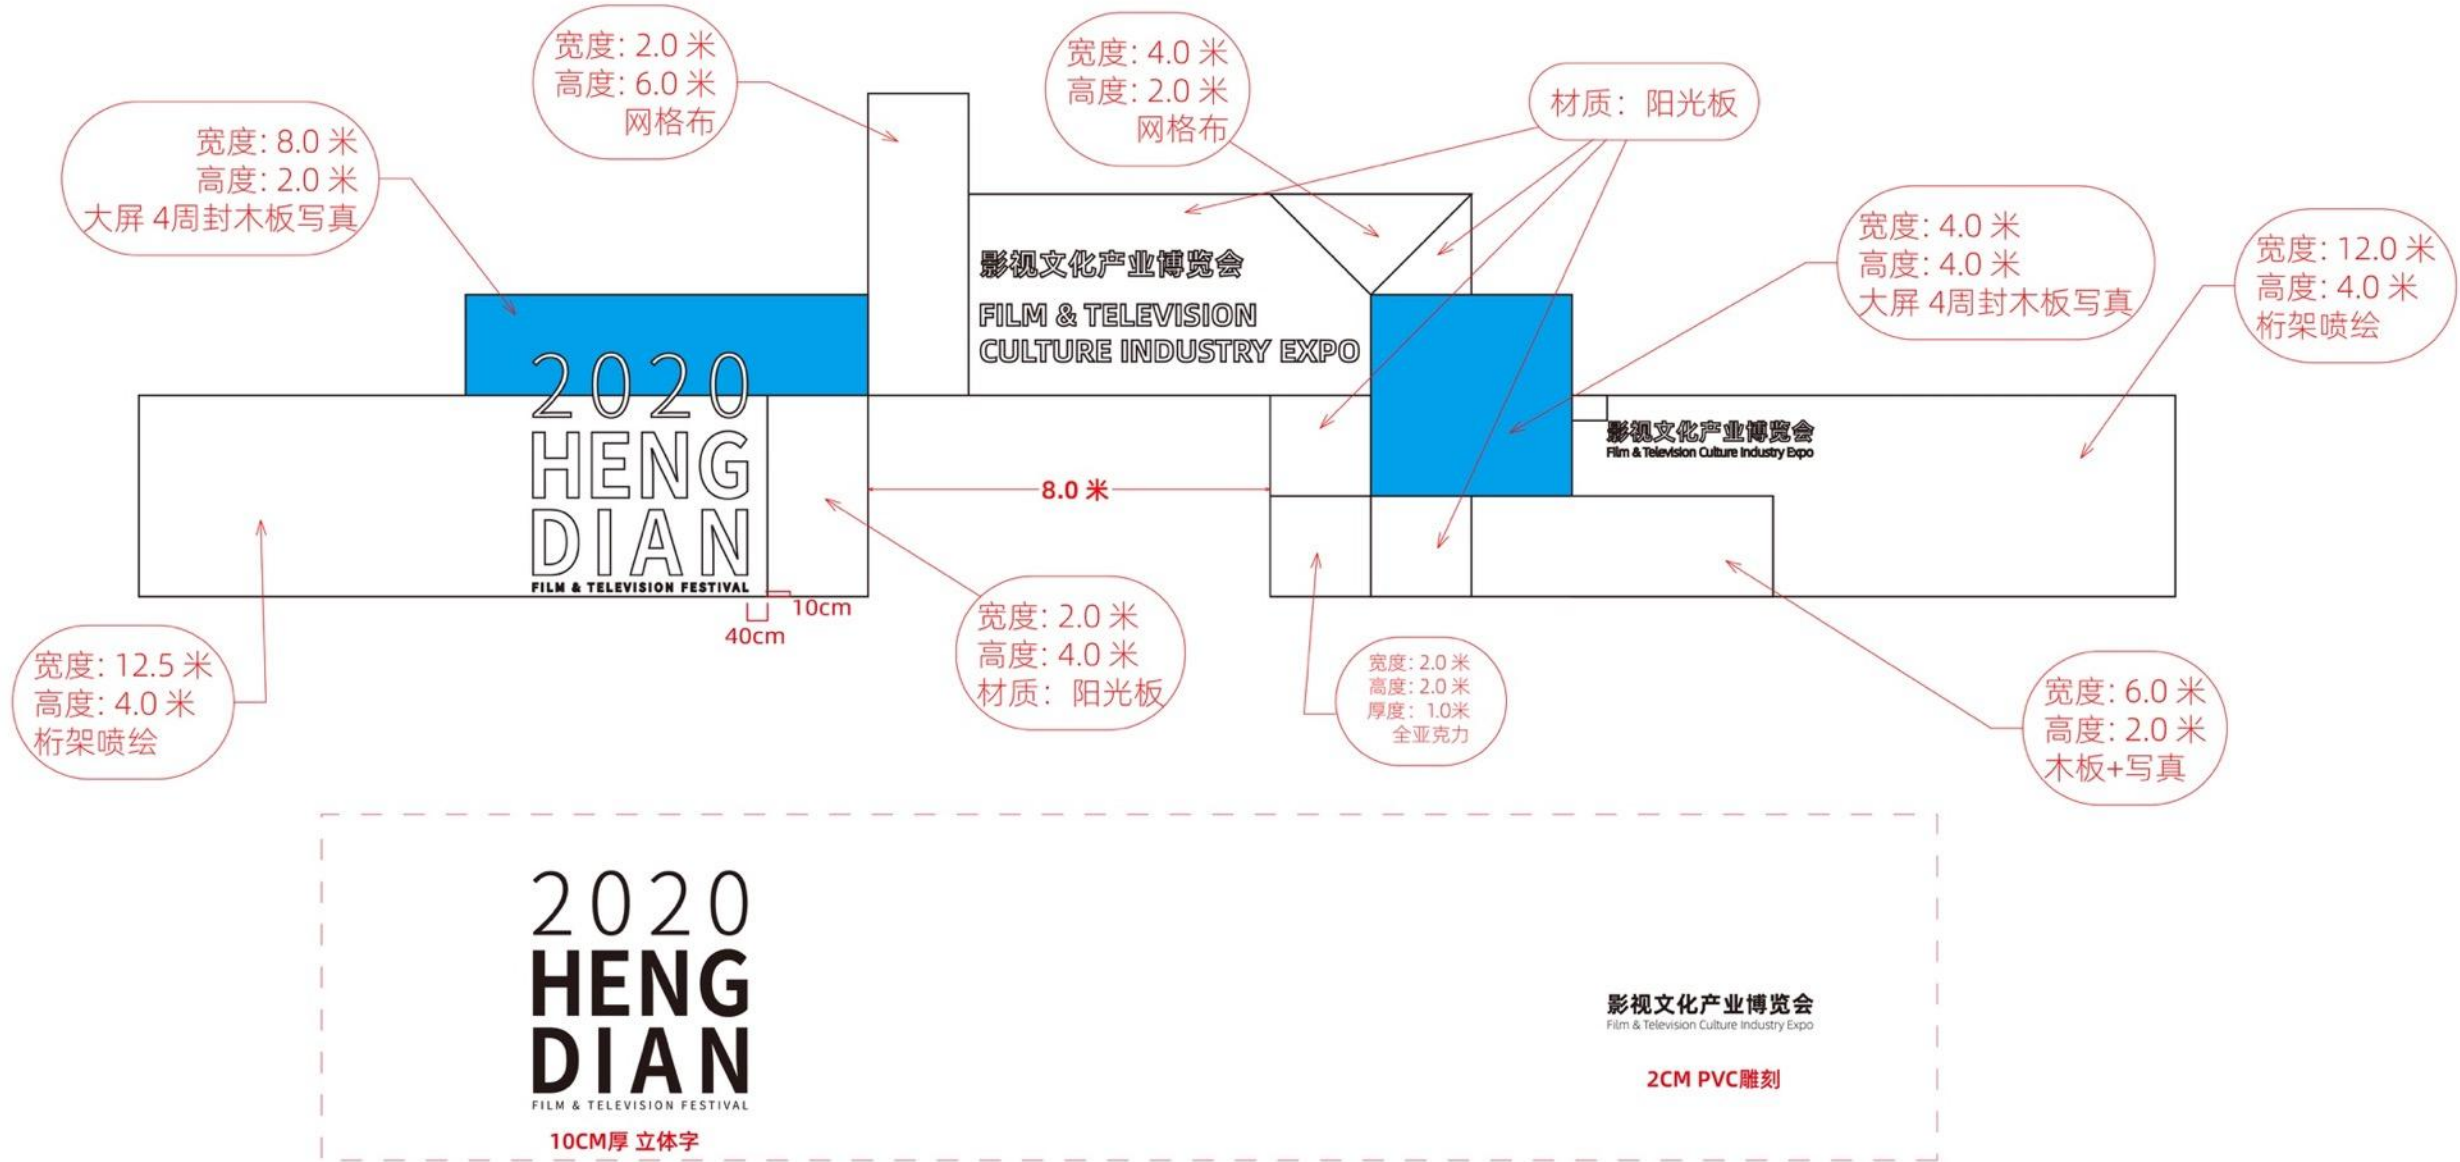 宽度: 2.0 米
高度: 6.0 米
网格布
宽度: 4.0 米
高度: 2.0 米
网格布
材质：阳光板
宽度: 8.0 米
高度: 2.0 米
大屏 4周封木板写真
宽度: 4.0 米
高度: 4.0 米
大屏 4周封木板写真
宽度: 12.0 米
高度: 4.0 米
桁架喷绘
影视文化产业博览会
FILM & TELEVISION
CULTURE INDUSTRY EXPO
2020
HENG
DIAN
FILM & TELEVISION FESTIVAL
8.0 米
影视文化产业博览会
Film & Television Culture Industry Expo
10cm
40cm
宽度: 12.5 米
高度: 4.0 米
桁架喷绘
宽度: 2.0 米
高度: 4.0 米
材质：阳光板
宽度: 2.0 米
高度: 2.0 米
厚度：1.0米
全亚克力
宽度: 6.0 米
高度: 2.0 米
木板+写真
2020
HENG
DIAN
FILM & TELEVISION FESTIVAL
10CM厚 立体字
影视文化产业博览会
Film & Television Culture Industry Expo
2CM PVC雕刻